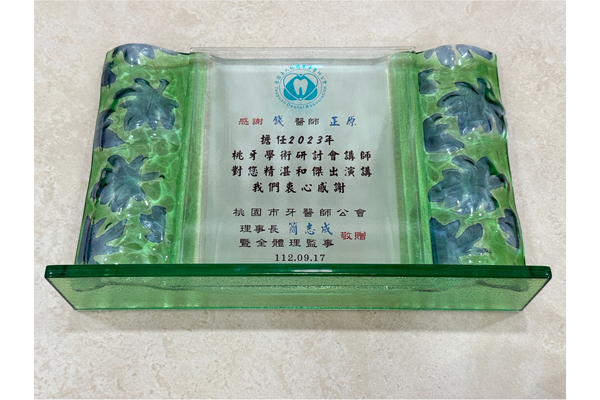 Taoyuan Dental Association
感謝 錢 醫師 正原
擔任2023年
桃牙學術研討會講師
對您精湛和傑出演講
我們衷心感謝
桃園市牙醫師公會
理事長 簡志成
暨全體理監事 敬贈
112.09.17